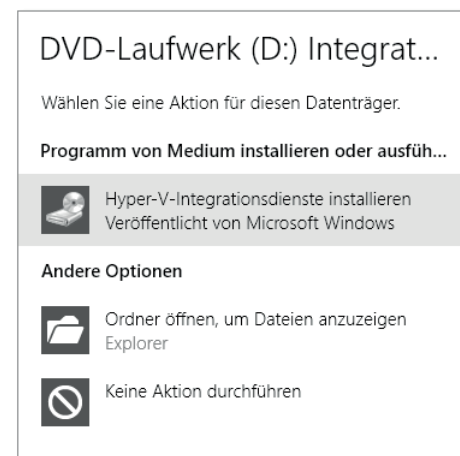 DVD-Laufwerk (D:) Integrat...
Wählen Sie eine Aktion für diesen Datenträger.
Programm von Medium installieren oder ausfüh...
Hyper-V-Integrationsdienste installieren
Veröffentlicht von Microsoft Windows
Andere Optionen
Ordner öffnen, um Dateien anzuzeigen
Explorer
Keine Aktion durchführen